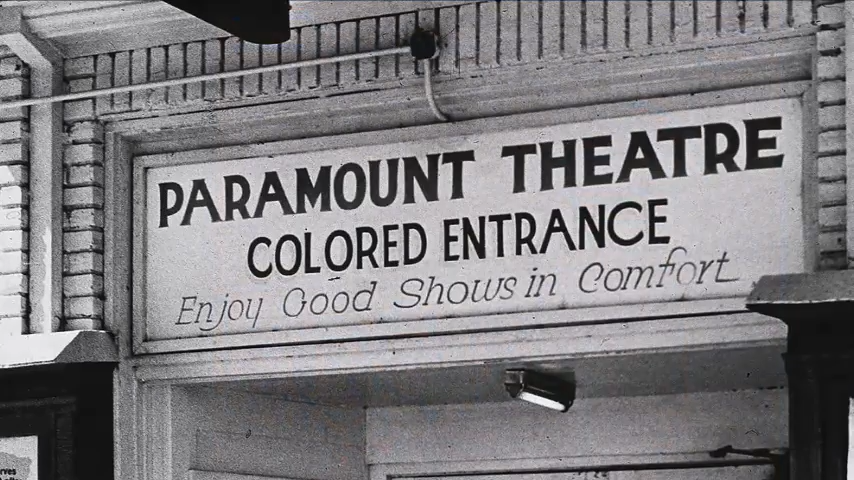 PARAMOUNT THEATRE
COLORED ENTRANCE
Enjoy Good Shows in Comfort